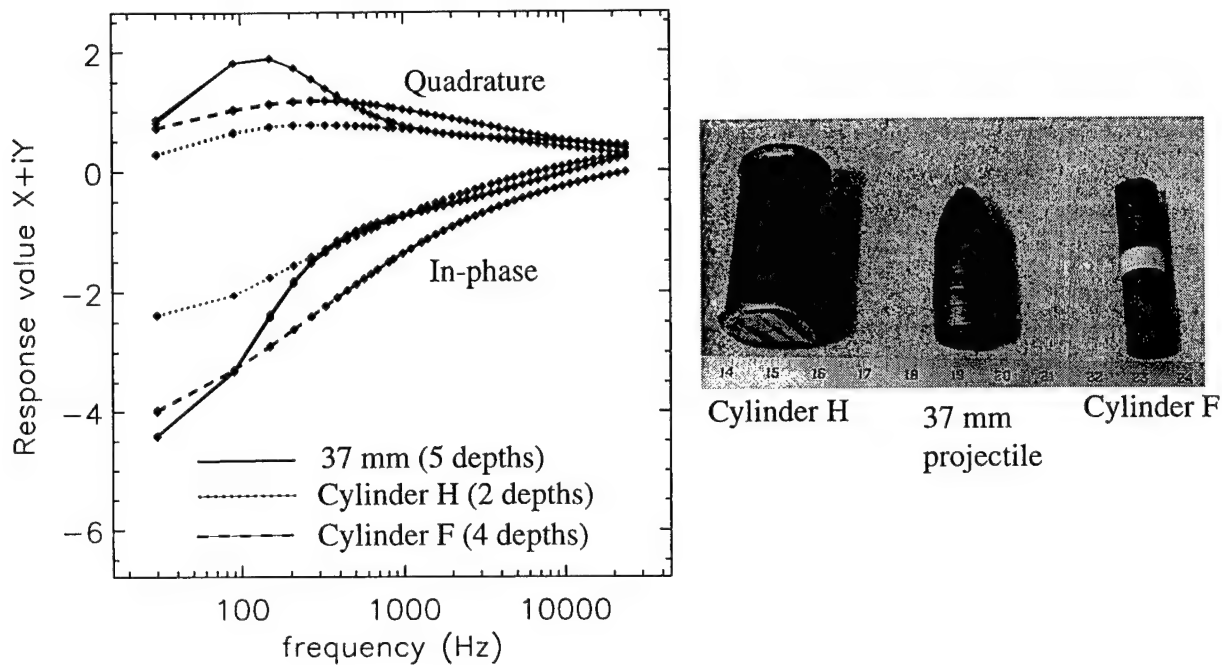 Response value X+iY
2
0
−2
−4
−6
Quadrature
In-phase
37 mm (5 depths)
Cylinder H (2 depths)
Cylinder F (4 depths)
100 1000 10000
frequency (Hz)
14 15 16 17 18 19 20 21 22 23 24
Cylinder H
37 mm
projectile
Cylinder F